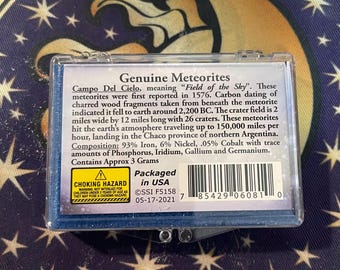 Genuine Meteorites
Campo Del Cielo, meaning "Field of the Sky". These
meteorites were first reported in 1576. Carbon dating of
charred wood fragments taken from beneath the meteorite
indicated it fell to earth around 2,200 BC. The crater field is 2
miles wide by 12 miles long with 26 craters. These meteorites
hit the earth's atmosphere traveling up to 150,000 miles per
hour, landing in the Chaco province of northern Argentina.
Composition: 93% Iron, 6% Nickel, .05% Cobalt with trace
amounts of Phosphorus, Iridium, Gallium and Germanium.
Contains Approx 3 Grams
CHOKING HAZARD
Packaged
in USA
©SSI F5158
05-17-2021
7 85429 06081 0